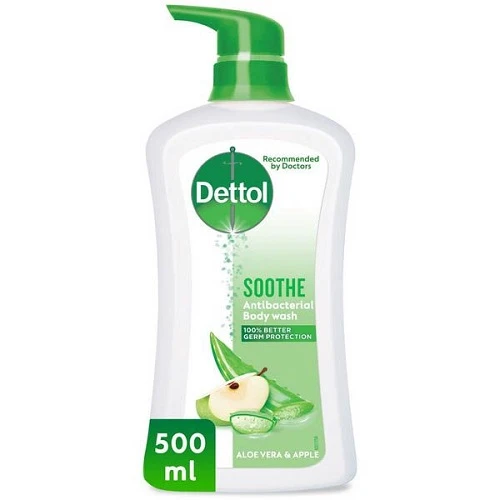 Recommended
by Doctors
Dettol
SOOTHE
Antibacterial
Body wash
100% BETTER
GERM PROTECTION
ALOE VERA & APPLE
500
ml